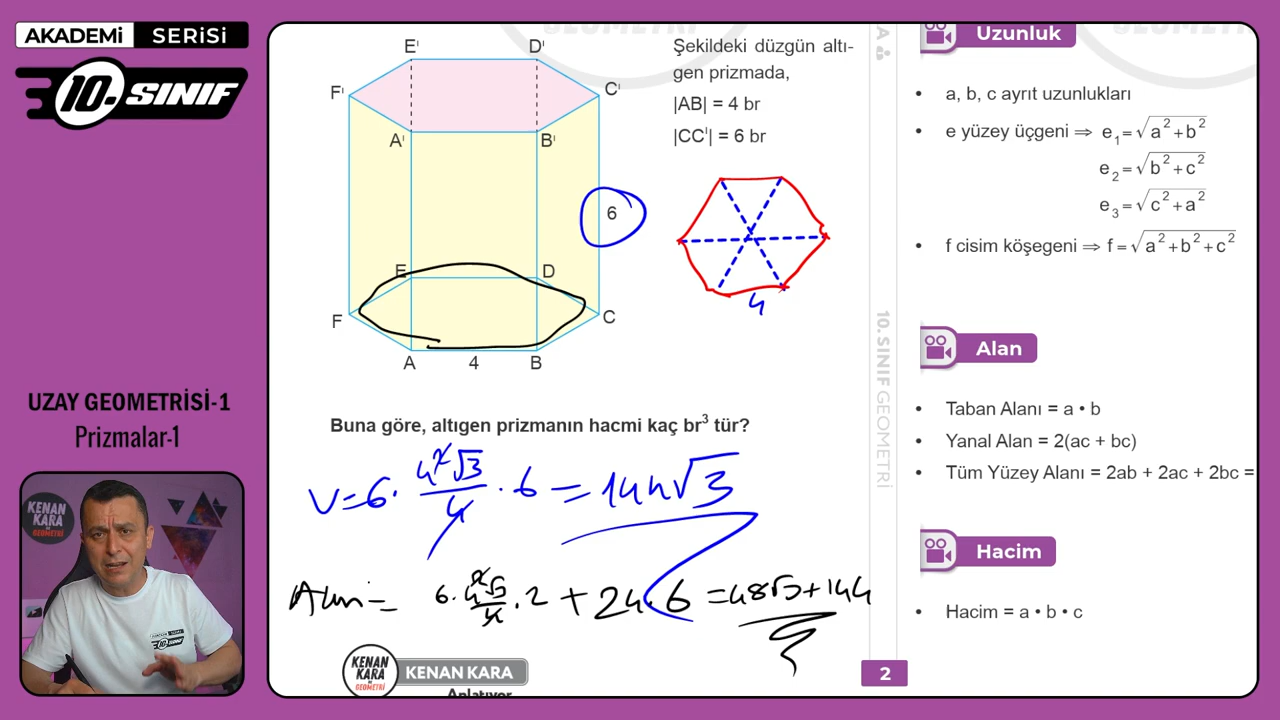 AKADEMİ SERİSİ
10. SINIF
UZAY GEOMETRİSİ-1
Prizmalar-1
KENAN
KARA
ile
GEOMETRİ
E' D'
F' C'
A' B'
6
E D
F C
A 4 B
Şekildeki düzgün altı-
gen prizmada,
|AB| = 4 br
|CC'| = 6 br
4
Buna göre, altıgen prizmanın hacmi kaç br³ tür?
V=6 · 4²√3/4 · 6 = 144√3
Alan = 6 · 4²√3/4 · 2 + 24 · 6 = 48√3 + 144
KENAN
KARA
ile
GEOMETRİ
KENAN KARA
Anlatıyor
2
10. SINIF GEOMETRİ
Uzunluk
• a, b, c ayrıt uzunlukları
• e yüzey üçgeni ⇒ e₁ = √a² + b²
e₂ = √b² + c²
e₃ = √c² + a²
• f cisim köşegeni ⇒ f = √a² + b² + c²
Alan
• Taban Alanı = a • b
• Yanal Alan = 2(ac + bc)
• Tüm Yüzey Alanı = 2ab + 2ac + 2bc =
Hacim
• Hacim = a • b • c